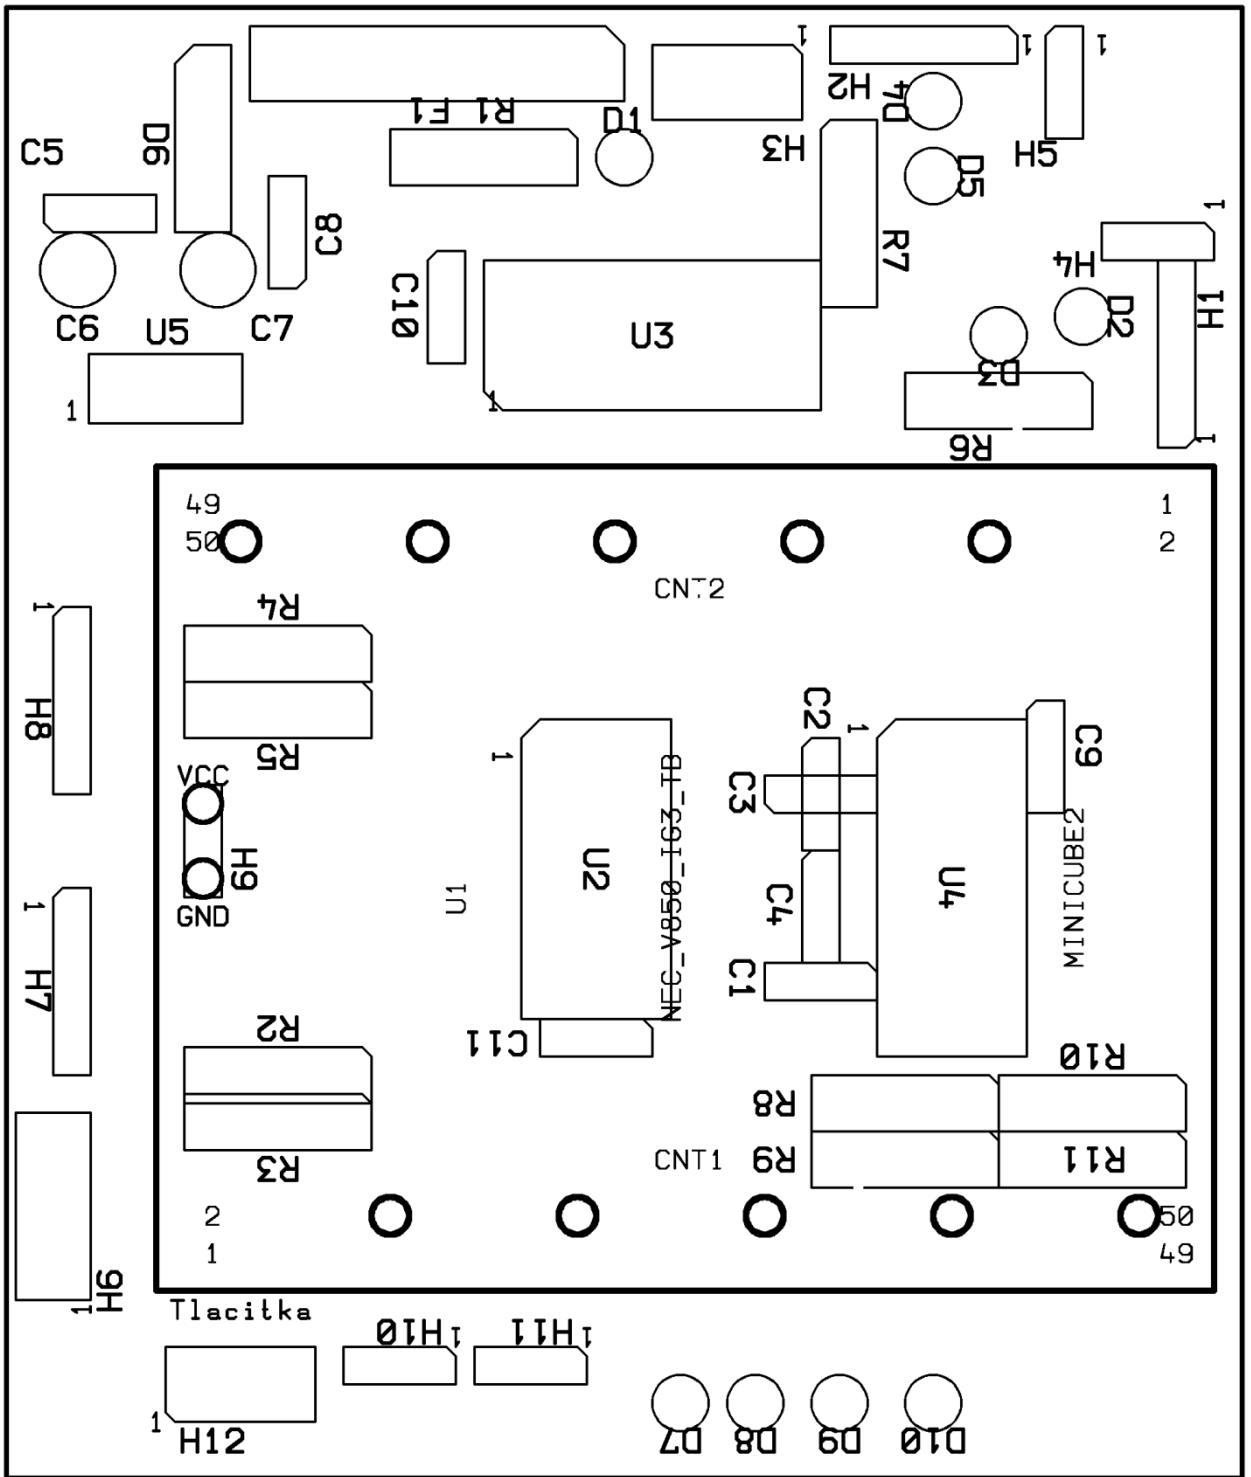 1
1
1
H2
D4
F1
R1
D1
D6
C5
H3
H5
D5
1
C8
R7
H4
C10
C6
U5
C7
U3
D2
H1
D3
1
1
1
R6
49
1
50
2
CNT2
1
R4
H8
C2
1
R5
1
C9
VCC
C3
H9
U2
U4
GND
1
U1
NEC_V850_IG3_TB
C4
MINICUBE2
H7
C1
R2
C11
R10
R8
R3
CNT1
R9
R11
2
50
1
49
H6
1
Tlacitka
H10
1
H11
1
1
H12
D7
D8
D9
D10